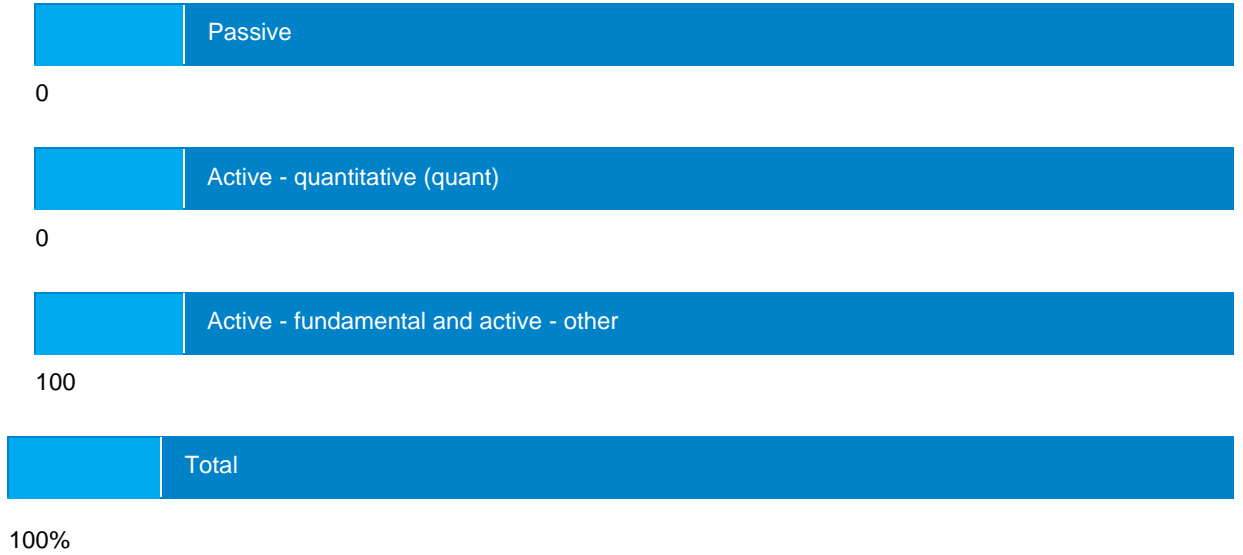 Passive
0
Active - quantitative (quant)
0
Active - fundamental and active - other
100
Total
100%